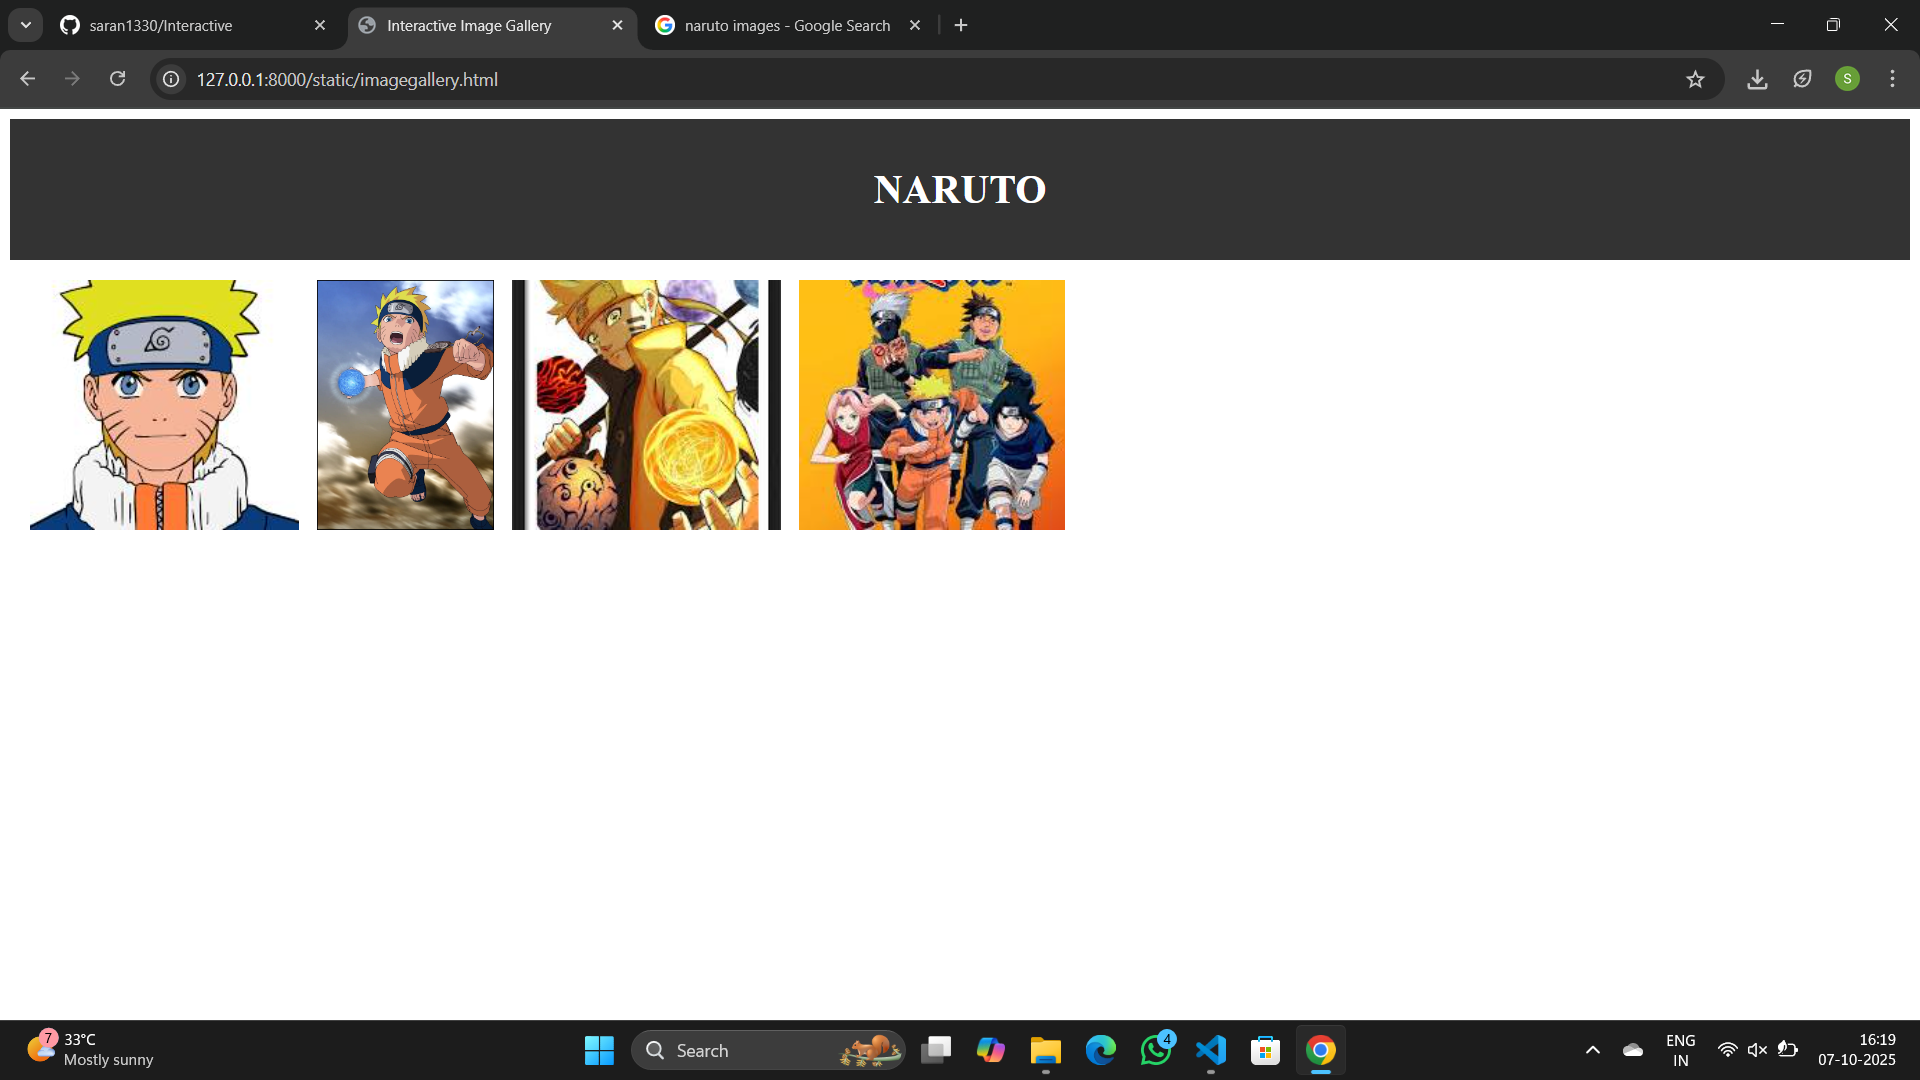 saran1330/Interactive
Interactive Image Gallery
naruto images - Google Search
127.0.0.1:8000/static/imagegallery.html
S
NARUTO
7
33°C
Mostly sunny
Search
4
ENG
IN
16:19
07-10-2025